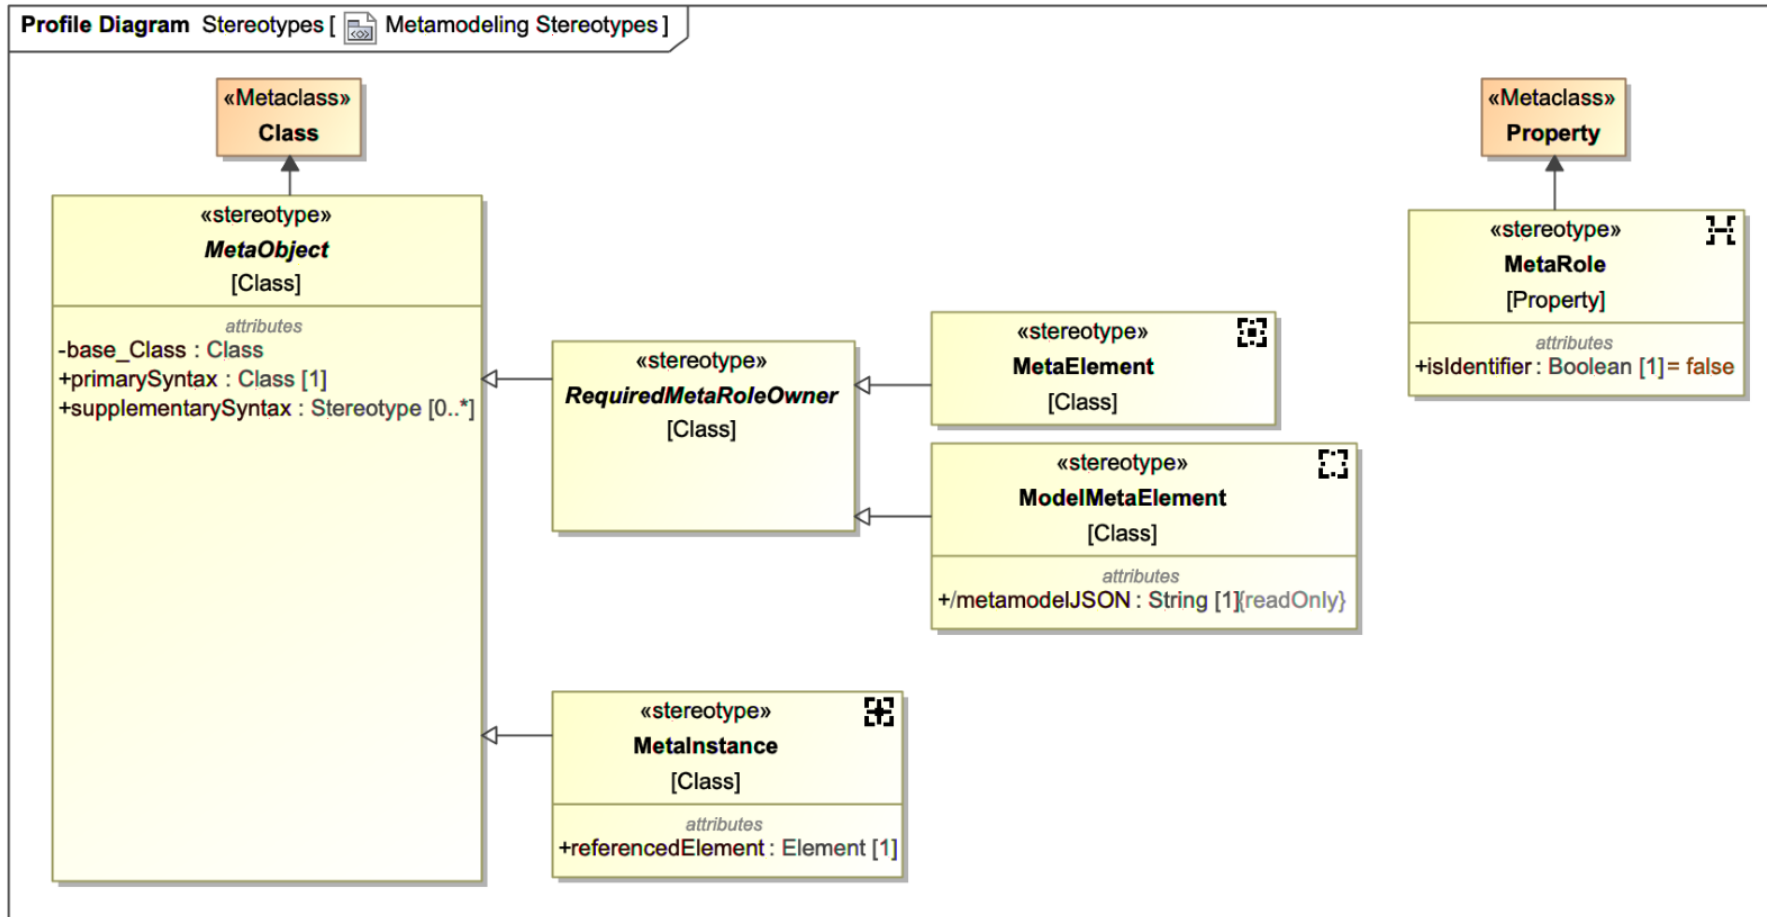 Profile Diagram Stereotypes [ Metamodeling Stereotypes ]
«Metaclass»
Class
«Metaclass»
Property
«stereotype»
MetaObject
[Class]
attributes
-base_Class : Class
+primarySyntax : Class [1]
+supplementarySyntax : Stereotype [0..*]
«stereotype»
RequiredMetaRoleOwner
[Class]
«stereotype»
MetaElement
[Class]
«stereotype»
MetaRole
[Property]
attributes
+isIdentifier : Boolean [1] = false
«stereotype»
ModelMetaElement
[Class]
attributes
+/metamodelJSON : String [1]{readOnly}
«stereotype»
MetaInstance
[Class]
attributes
+referencedElement : Element [1]